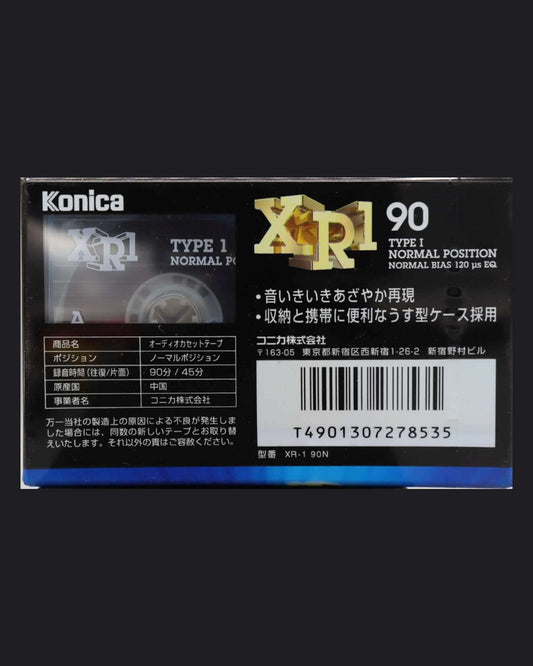 Konica
XR1
TYPE 1
NORMAL PO
A
XR1 90
TYPE I
NORMAL POSITION
NORMAL BIAS 120 μs EQ
・音いきいきあざやか再現
・収納と携帯に便利なうす型ケース採用
コニカ株式会社
〒163-05 東京都新宿区西新宿1-26-2 新宿野村ビル
T4901307278535
型番 XR-1 90N
商品名 オーディオカセットテープ
ポジション ノーマルポジション
録音時間(往復/片面) 90分/45分
原産国 中国
事業者名 コニカ株式会社
万一当社の製造上の原因による不良が発生しま
した場合には、同数の新しいテープとお取り替
えいたします。それ以外の責はご容赦ください。